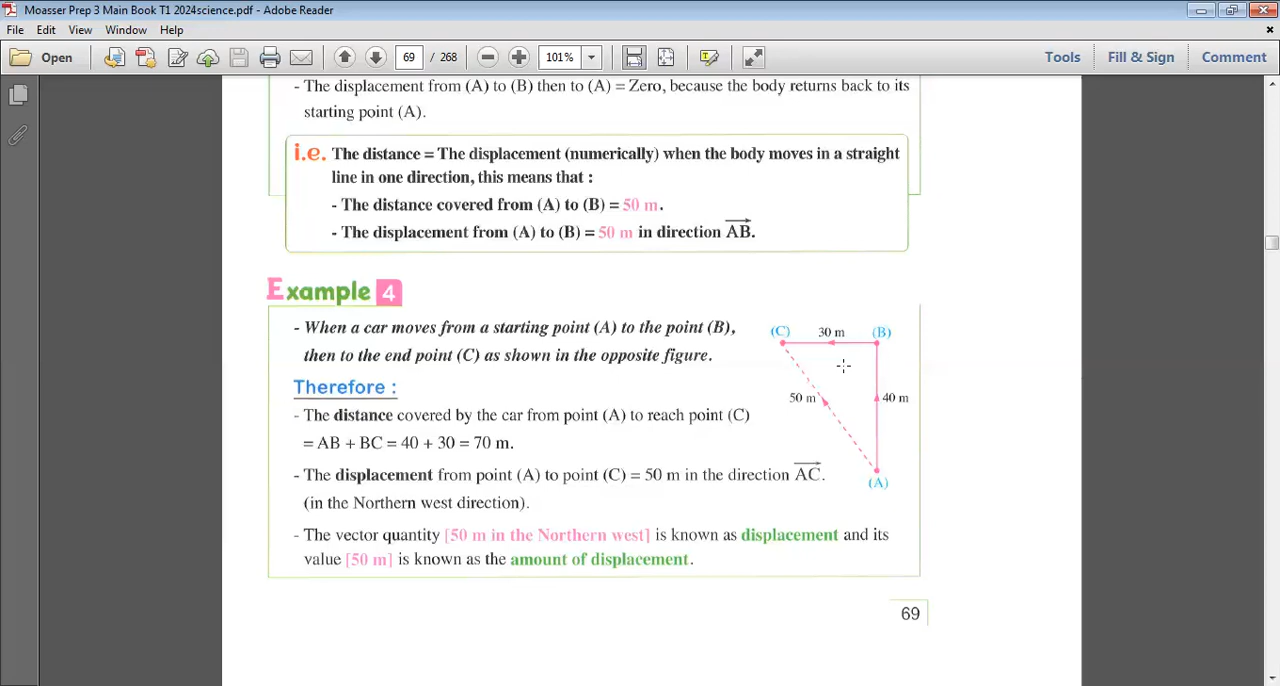 Moasser Prep 3 Main Book T1 2024science.pdf - Adobe Reader
File Edit View Window Help
Open 69 / 268 101% Tools Fill & Sign Comment
- The displacement from (A) to (B) then to (A) = Zero, because the body returns back to its
starting point (A).
i.e. The distance = The displacement (numerically) when the body moves in a straight
line in one direction, this means that :
- The distance covered from (A) to (B) = 50 m.
- The displacement from (A) to (B) = 50 m in direction AB.
Example 4
- When a car moves from a starting point (A) to the point (B),
then to the end point (C) as shown in the opposite figure.
Therefore :
- The distance covered by the car from point (A) to reach point (C)
= AB + BC = 40 + 30 = 70 m.
- The displacement from point (A) to point (C) = 50 m in the direction AC.
(in the Northern west direction).
- The vector quantity [50 m in the Northern west] is known as displacement and its
value [50 m] is known as the amount of displacement.
(C) 30 m (B)
50 m 40 m
(A)
69